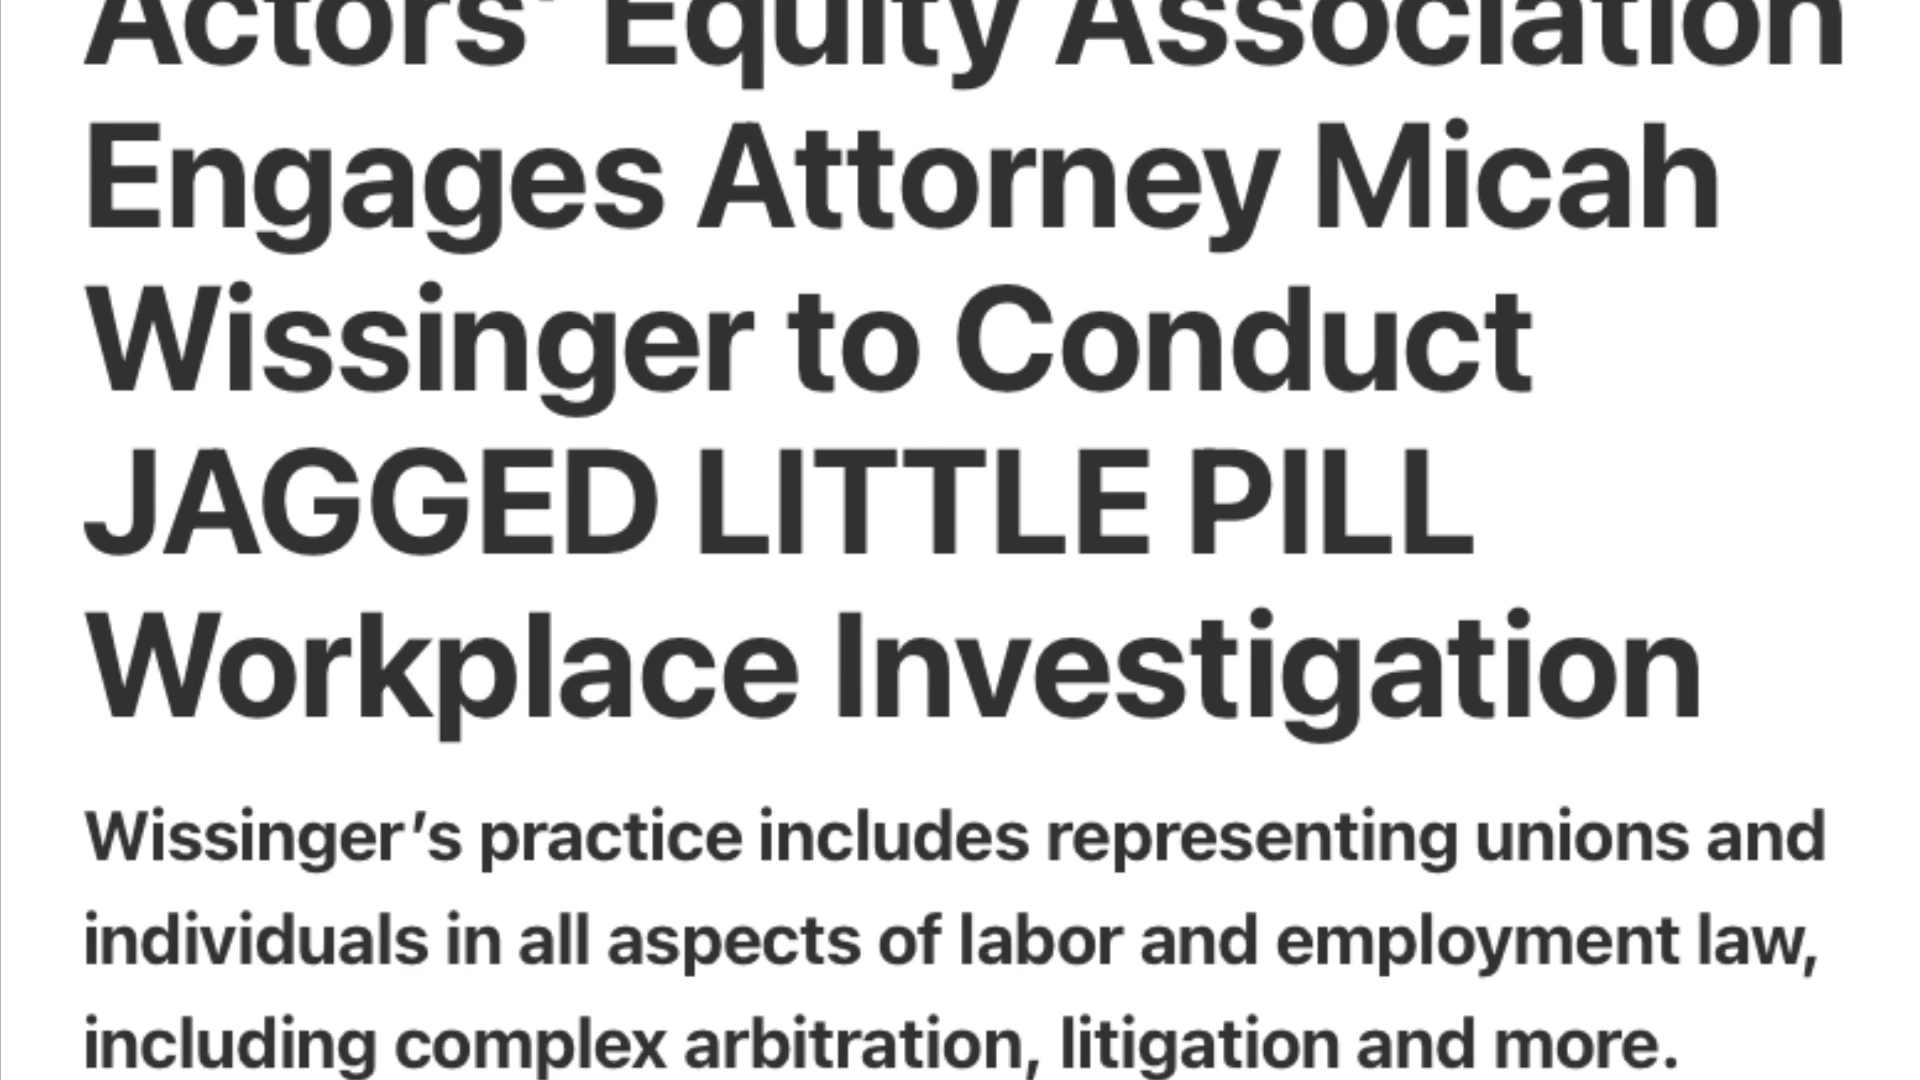 Actors' Equity Association
Engages Attorney Micah
Wissinger to Conduct
JAGGED LITTLE PILL
Workplace Investigation
Wissinger’s practice includes representing unions and
individuals in all aspects of labor and employment law,
including complex arbitration, litigation and more.